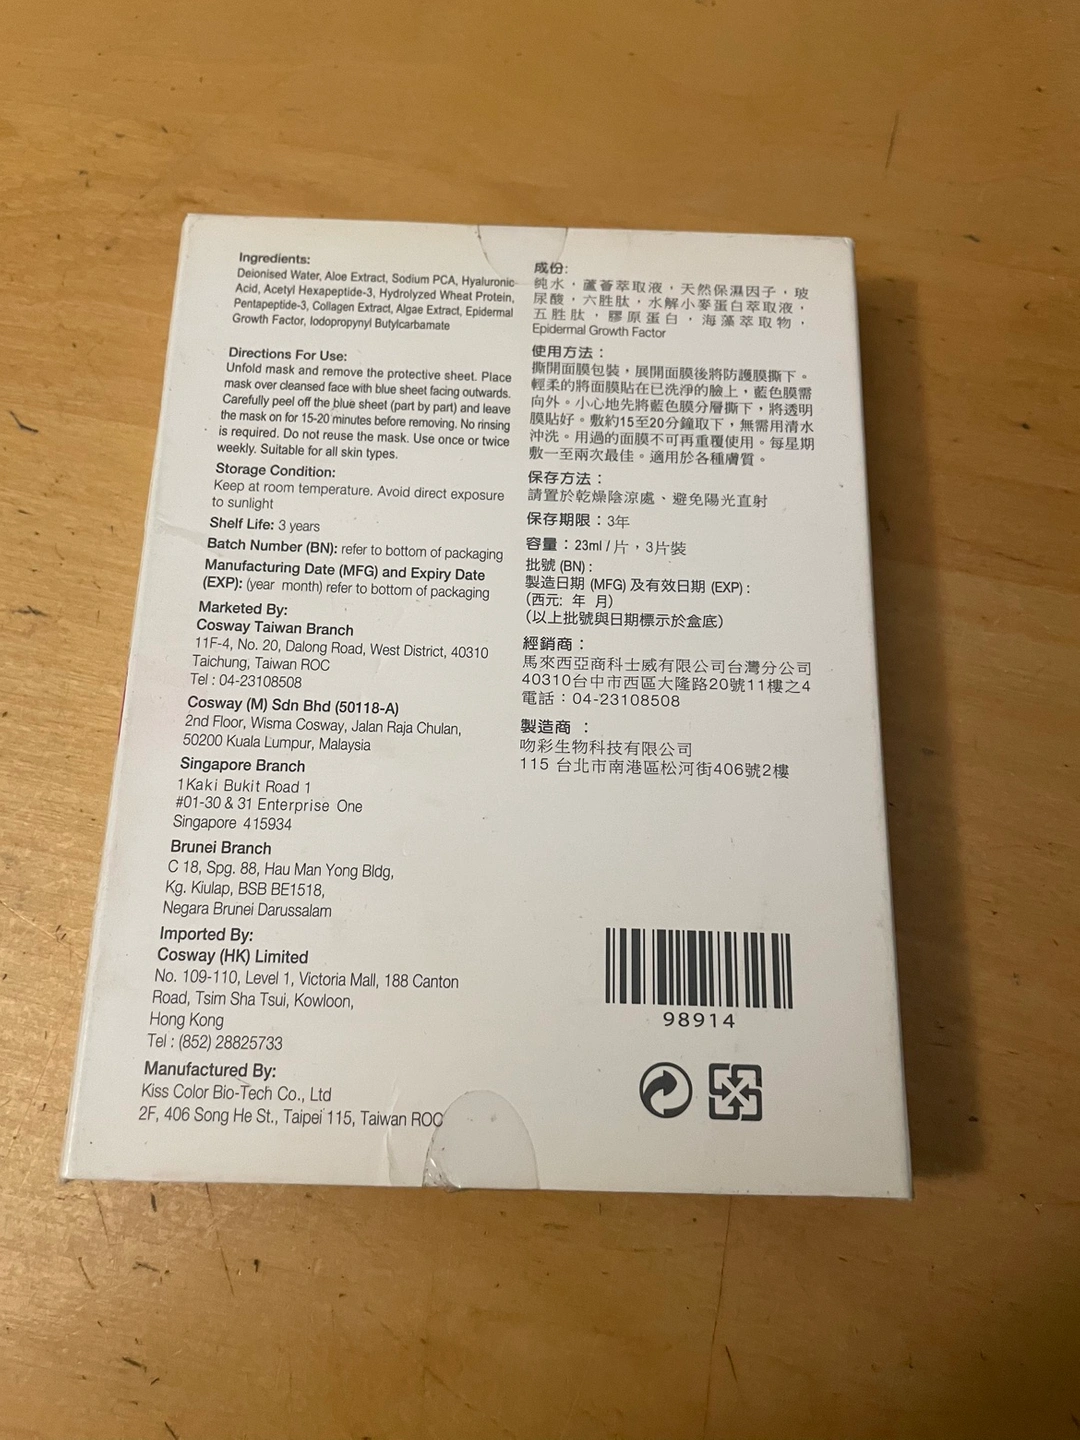 Ingredients:
Deionised Water, Aloe Extract, Sodium PCA, Hyaluronic
Acid, Acetyl Hexapeptide-3, Hydrolyzed Wheat Protein,
Pentapeptide-3, Collagen Extract, Algae Extract, Epidermal
Growth Factor, Iodopropynyl Butylcarbamate
Directions For Use:
Unfold mask and remove the protective sheet. Place
mask over cleansed face with blue sheet facing outwards.
Carefully peel off the blue sheet (part by part) and leave
the mask on for 15-20 minutes before removing. No rinsing
is required. Do not reuse the mask. Use once or twice
weekly. Suitable for all skin types.
Storage Condition:
Keep at room temperature. Avoid direct exposure
to sunlight
Shelf Life: 3 years
Batch Number (BN): refer to bottom of packaging
Manufacturing Date (MFG) and Expiry Date
(EXP): (year month) refer to bottom of packaging
Marketed By:
Cosway Taiwan Branch
11F-4, No. 20, Dalong Road, West District, 40310
Taichung, Taiwan ROC
Tel : 04-23108508
Cosway (M) Sdn Bhd (50118-A)
2nd Floor, Wisma Cosway, Jalan Raja Chulan,
50200 Kuala Lumpur, Malaysia
Singapore Branch
1Kaki Bukit Road 1
#01-30 & 31 Enterprise One
Singapore 415934
Brunei Branch
C 18, Spg. 88, Hau Man Yong Bldg,
Kg. Kiulap, BSB BE1518,
Negara Brunei Darussalam
Imported By:
Cosway (HK) Limited
No. 109-110, Level 1, Victoria Mall, 188 Canton
Road, Tsim Sha Tsui, Kowloon,
Hong Kong
Tel : (852) 28825733
Manufactured By:
Kiss Color Bio-Tech Co., Ltd
2F, 406 Song He St., Taipei 115, Taiwan ROC
成份:
純水，蘆薈萃取液，天然保濕因子，玻
尿酸，六胜肽，水解小麥蛋白萃取液，
五胜肽，膠原蛋白，海藻萃取物，
Epidermal Growth Factor
使用方法：
撕開面膜包裝，展開面膜後將防護膜撕下。
輕柔的將面膜貼在已洗淨的臉上，藍色膜需
向外。小心地先將藍色膜分層撕下，將透明
膜貼好。敷約15至20分鐘取下，無需用清水
沖洗。用過的面膜不可再重覆使用。每星期
敷一至兩次最佳。適用於各種膚質。
保存方法：
請置於乾燥陰涼處、避免陽光直射
保存期限：3年
容量：23ml / 片，3片裝
批號 (BN) :
製造日期 (MFG) 及有效日期 (EXP) :
(西元: 年 月)
(以上批號與日期標示於盒底)
經銷商：
馬來西亞商科士威有限公司台灣分公司
40310台中市西區大隆路20號11樓之4
電話：04-23108508
製造商 ：
吻彩生物科技有限公司
115 台北市南港區松河街406號2樓
98914